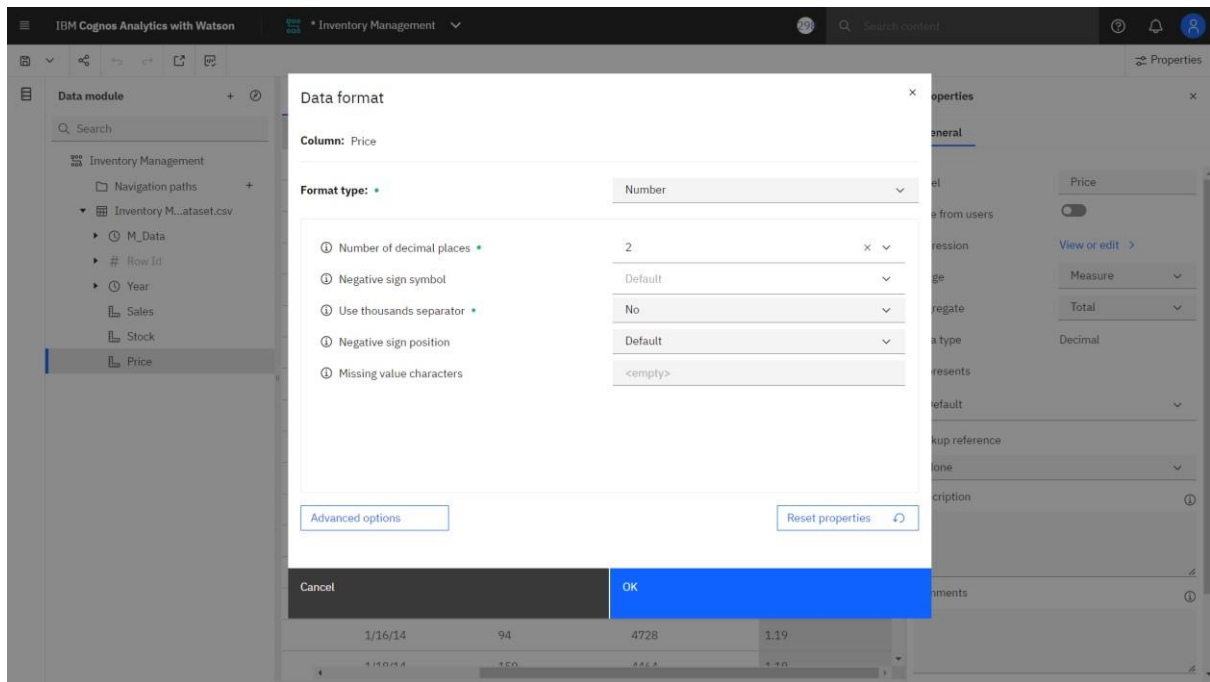 IBM Cognos Analytics with Watson
* Inventory Management
Search content
Properties
Data module
Search
Inventory Management
Navigation paths
Inventory M...ataset.csv
M_Data
# Row Id
Year
Sales
Stock
Price
Data format
Column: Price
Format type:
Number
Number of decimal places
2
Negative sign symbol
Default
Use thousands separator
No
Negative sign position
Default
Missing value characters
<empty>
Advanced options
Reset properties
Cancel
OK
operties
eneral
el
Price
e from users
ression
View or edit
ge
Measure
regate
Total
a type
Decimal
resents
efault
kup reference
lone
cription
nments
1/16/14 94 4728 1.19